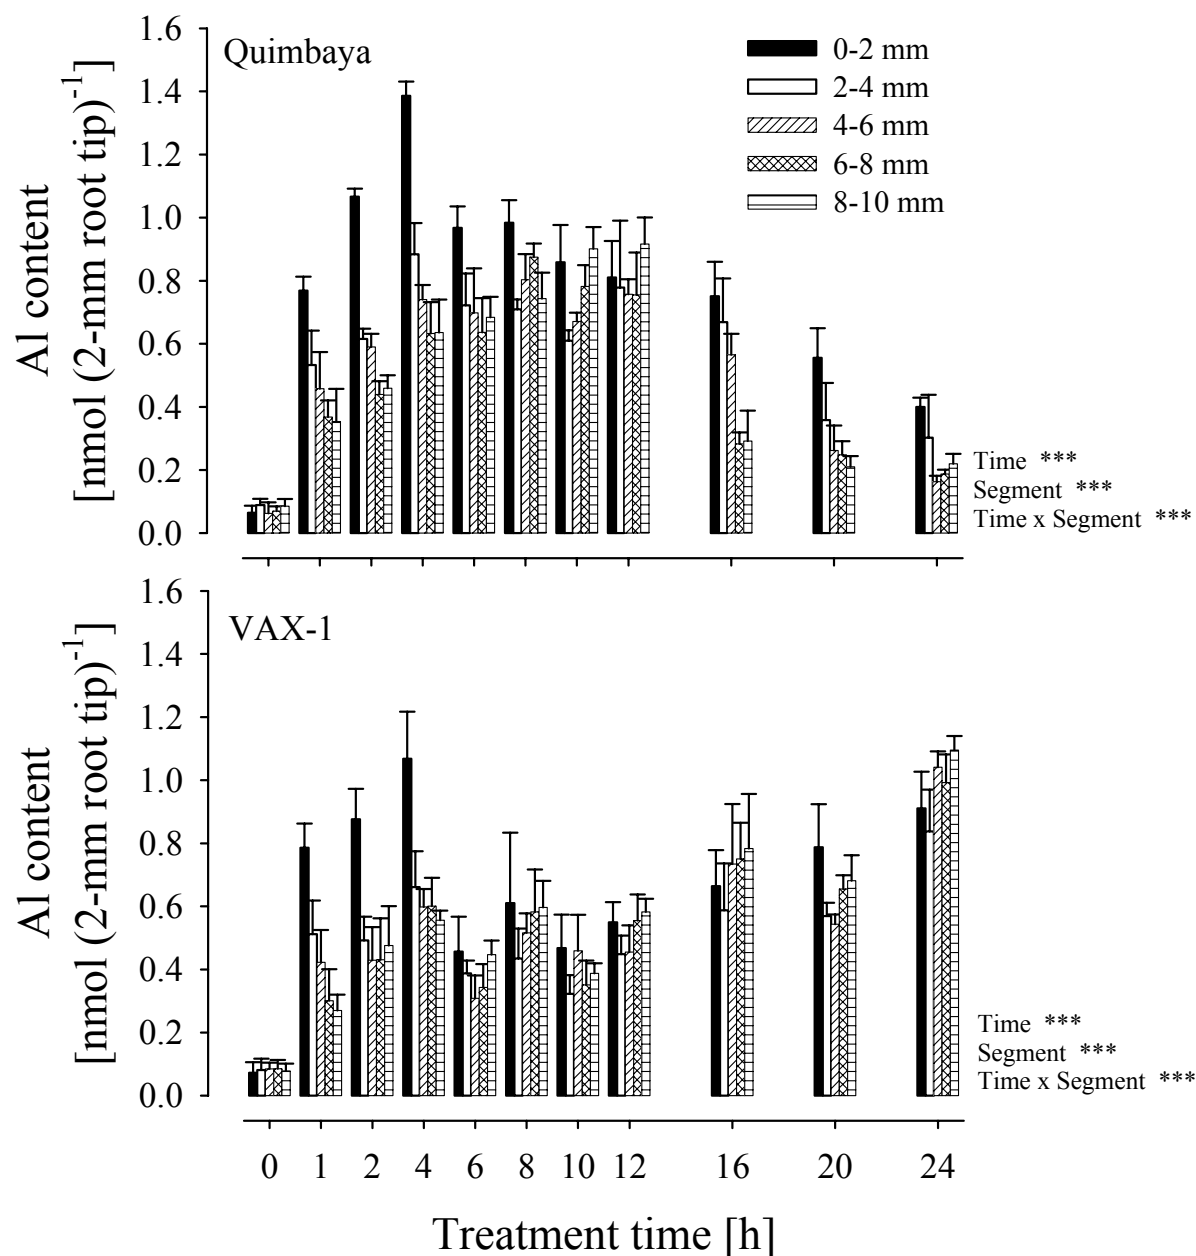 1.6
Quimbaya
0-2 mm
1.4
2-4 mm
4-6 mm
1.2
6-8 mm
8-10 mm
1.0
0.8
0.6
0.4
0.2
0.0
Al content
[nmol (2-mm root tip)-1]
Time ***
Segment ***
Time x Segment ***
1.6
VAX-1
1.4
1.2
1.0
0.8
0.6
0.4
0.2
0.0
Al content
[nmol (2-mm root tip)-1]
Time ***
Segment ***
Time x Segment ***
0 1 2 4 6 8 10 12 16 20 24
Treatment time [h]